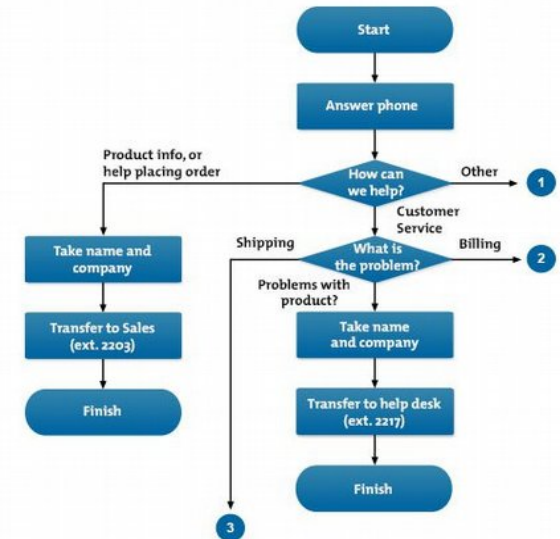 Start
Answer phone
Product info, or
help placing order
How can
we help?
Other
1
Customer
Service
Take name and
company
Shipping
What is
the problem?
Billing
2
Problems with
product?
Transfer to Sales
(ext. 2203)
Take name
and company
Finish
Transfer to help desk
(ext. 2217)
Finish
3